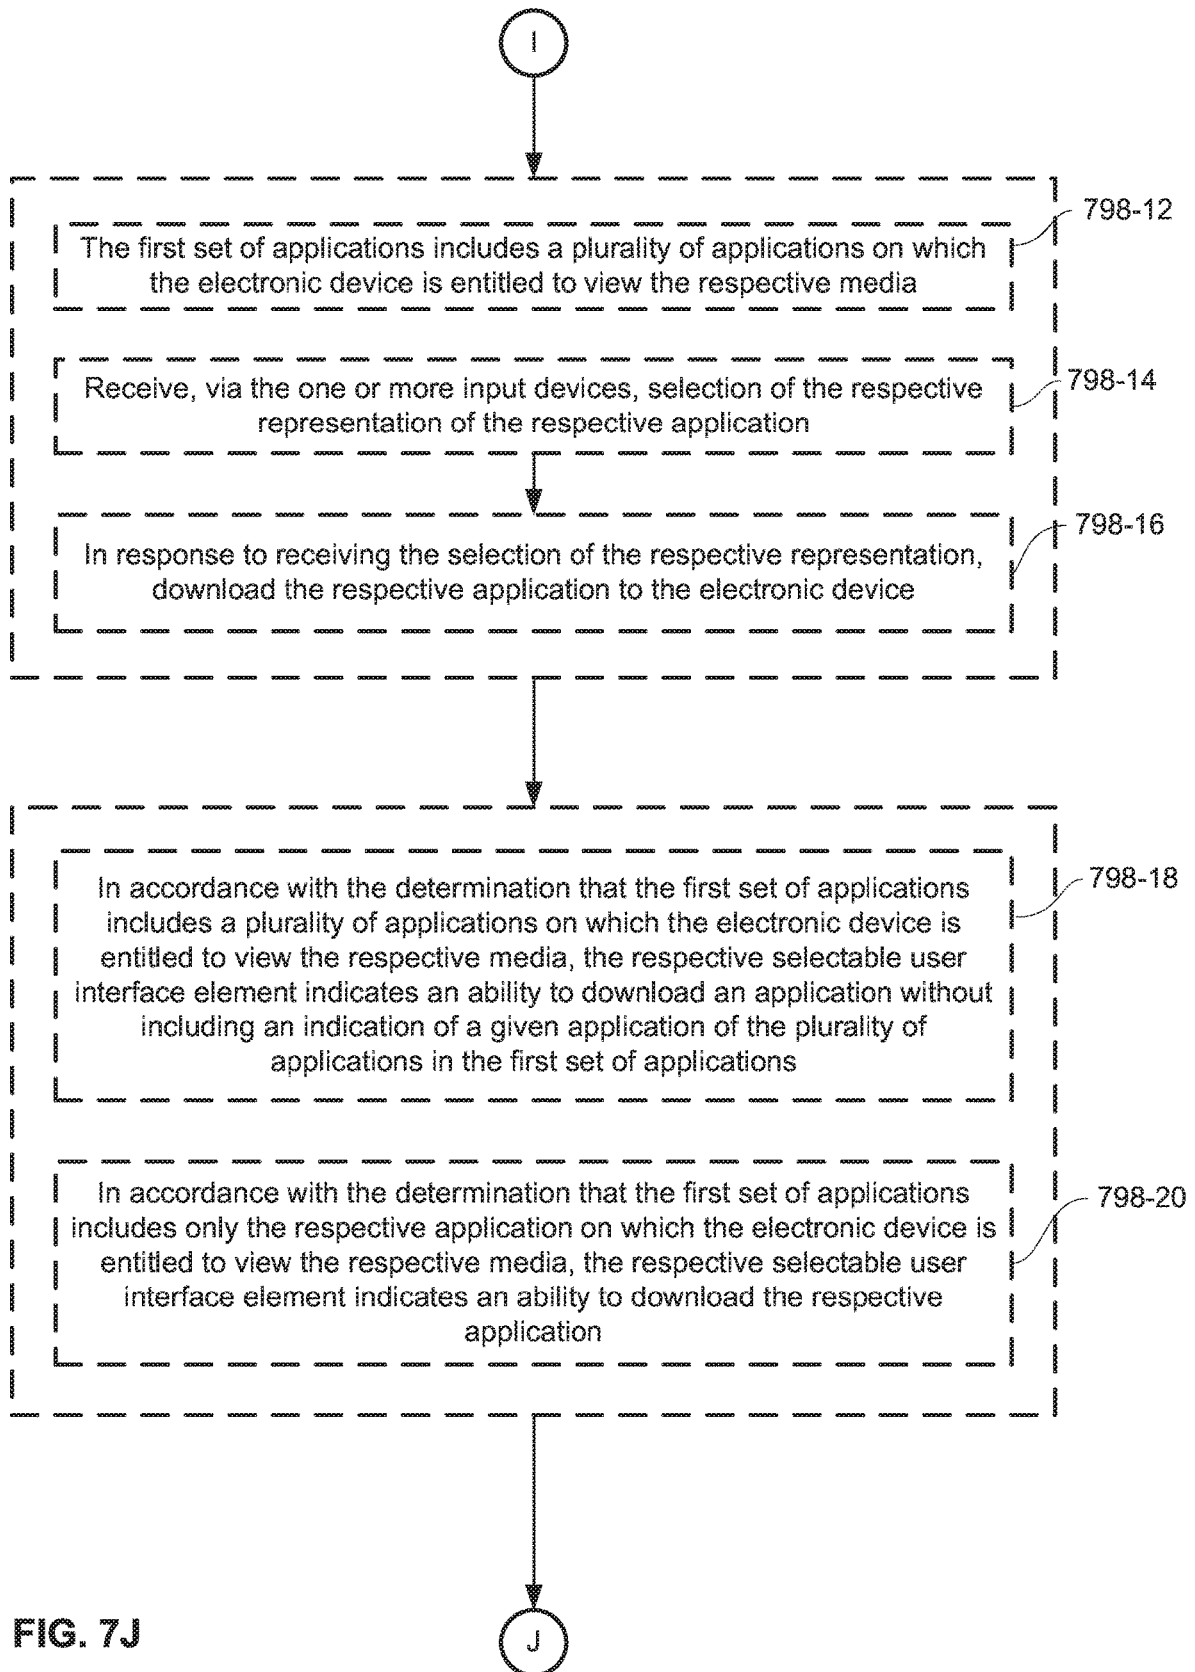 I
798-12
The first set of applications includes a plurality of applications on which
the electronic device is entitled to view the respective media
798-14
Receive, via the one or more input devices, selection of the respective
representation of the respective application
798-16
In response to receiving the selection of the respective representation,
download the respective application to the electronic device
798-18
In accordance with the determination that the first set of applications
includes a plurality of applications on which the electronic device is
entitled to view the respective media, the respective selectable user
interface element indicates an ability to download an application without
including an indication of a given application of the plurality of
applications in the first set of applications
798-20
In accordance with the determination that the first set of applications
includes only the respective application on which the electronic device is
entitled to view the respective media, the respective selectable user
interface element indicates an ability to download the respective
application
FIG. 7J
J